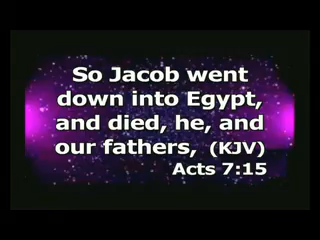 So Jacob went
down into Egypt,
and died, he, and
our fathers, (KJV)
Acts 7:15